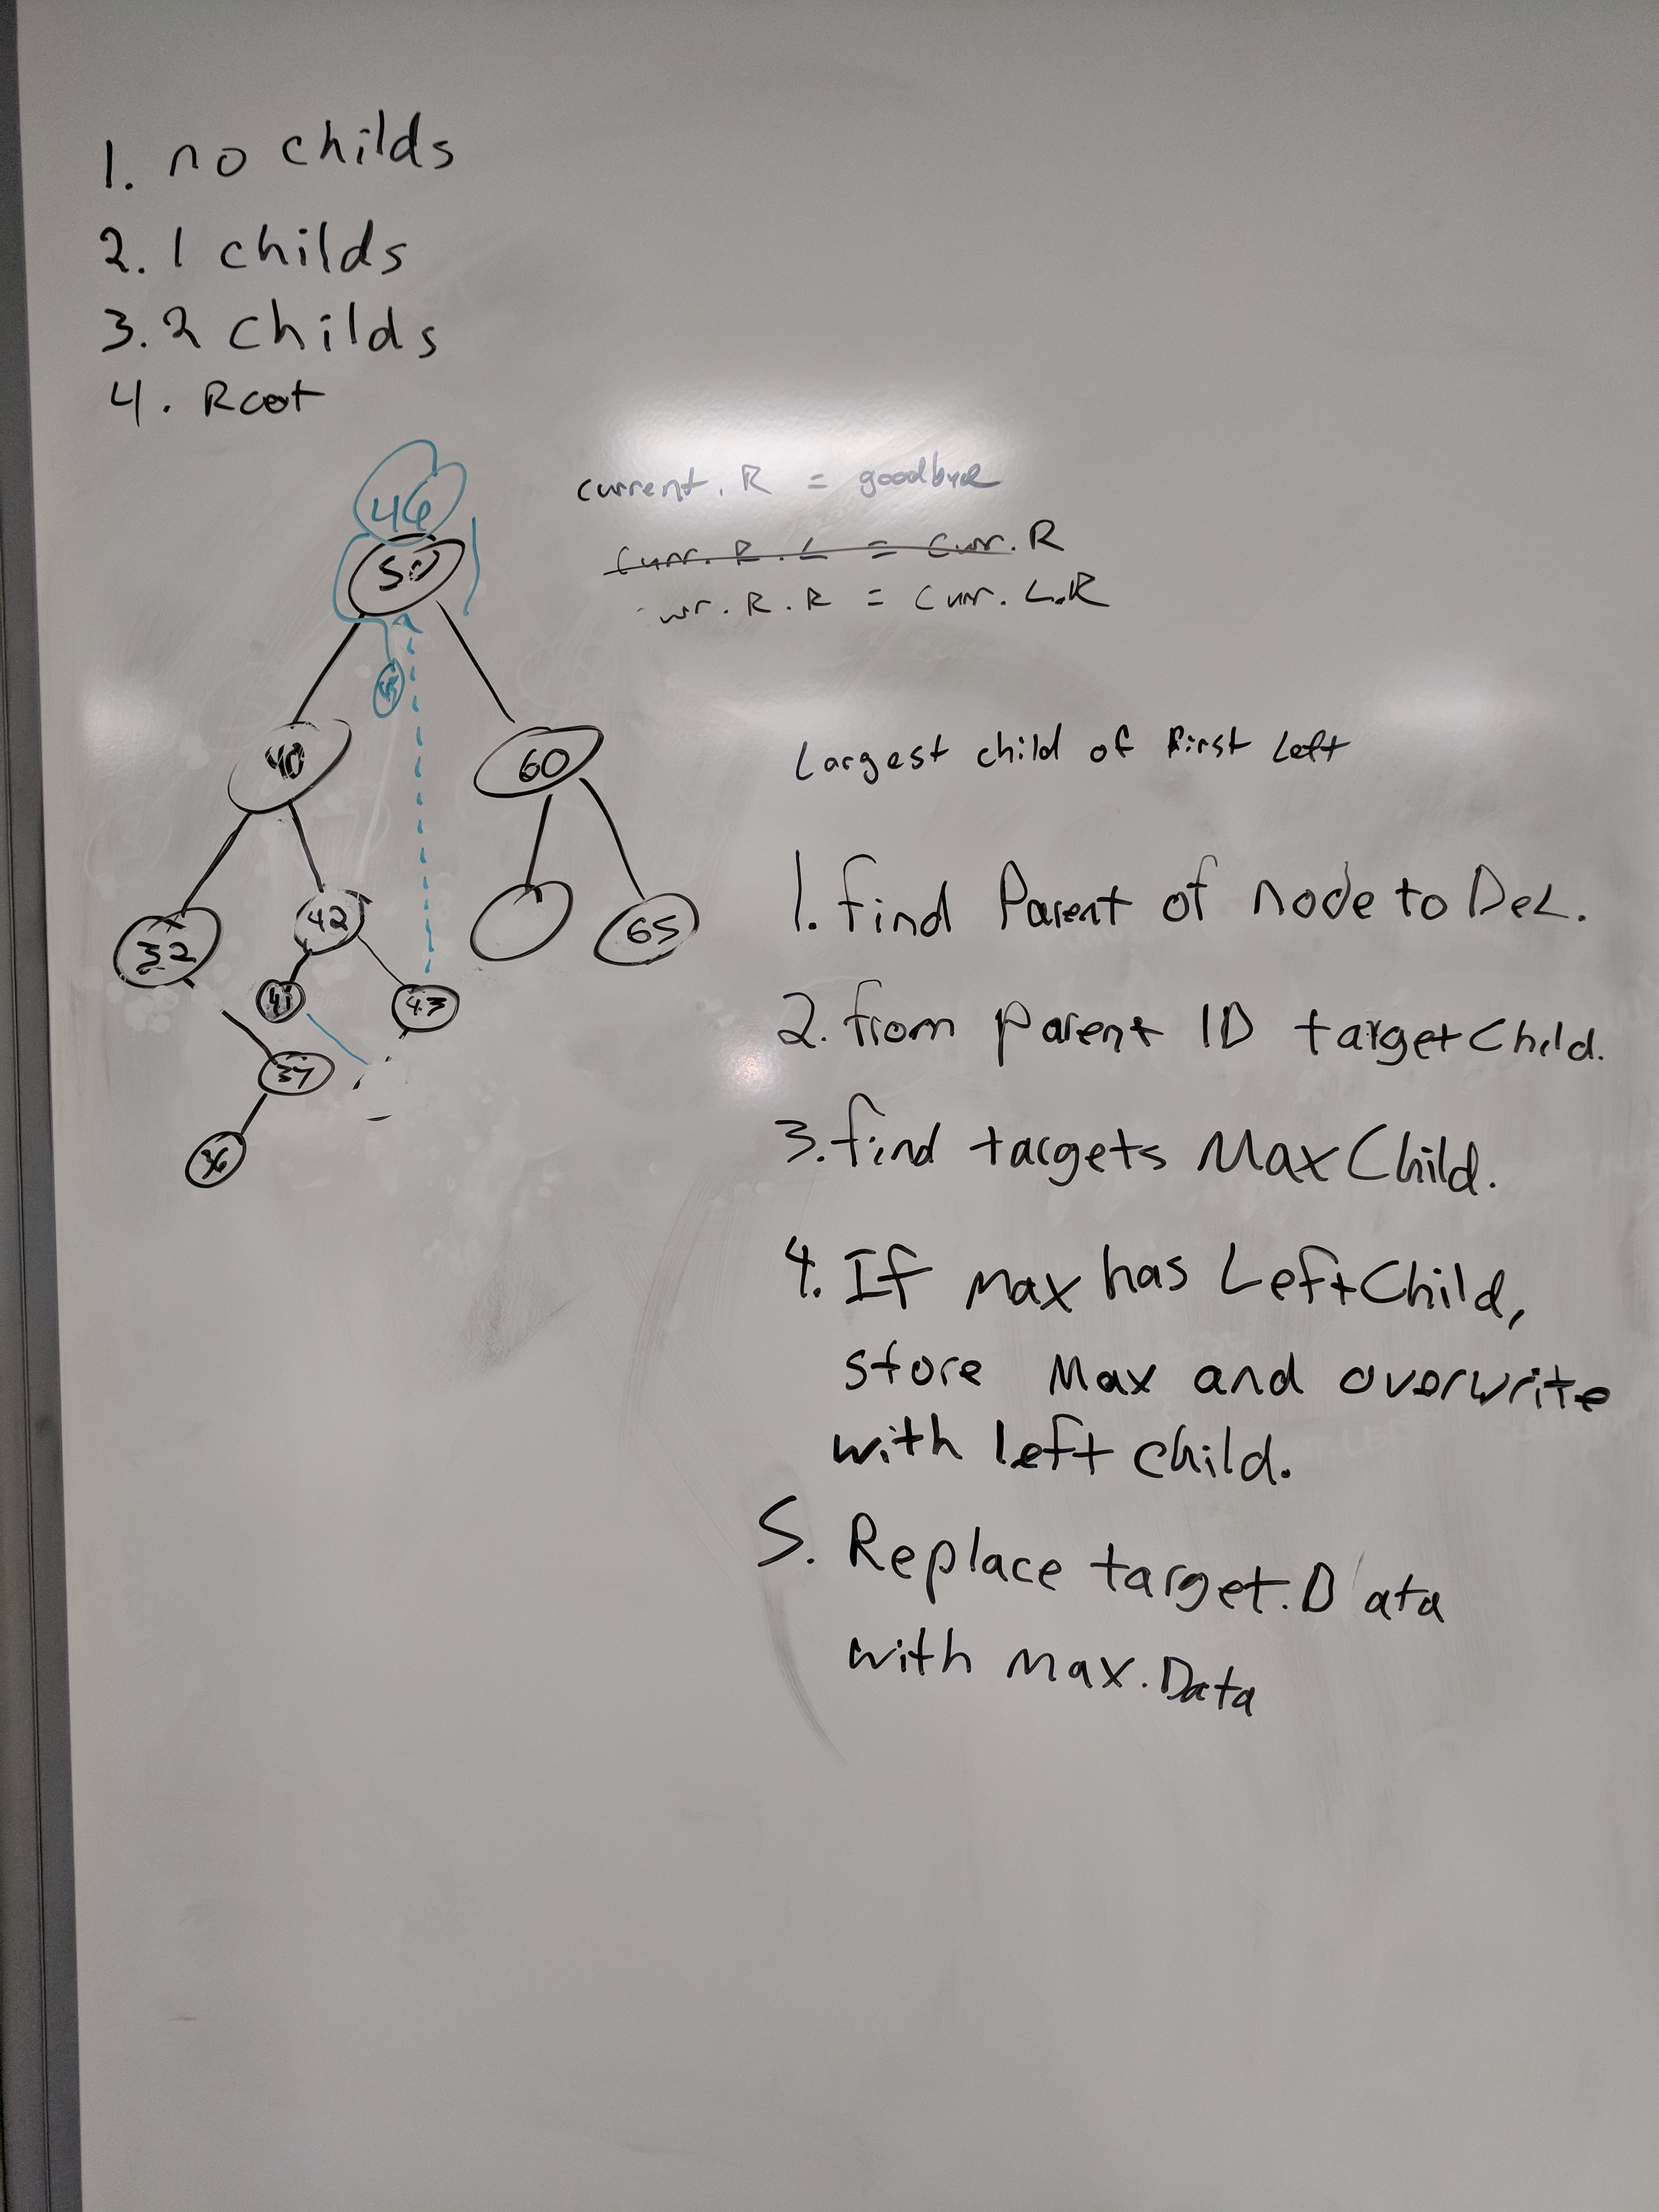 1. no childs
2. 1 childs
3. 2 childs
4. Root
46
50
current. R = goodbye
curr. R. L = curr. R
R. R = curr. L.R
40
60
Largest child of First Left
32
42
65
41
43
37
36
1. find Parent of node to DeL.
2. from parent ID targetChild.
3. find targets Max Child.
4. If max has LeftChild,
store Max and overwrite
with left child.
5. Replace target.Data
with max.Data